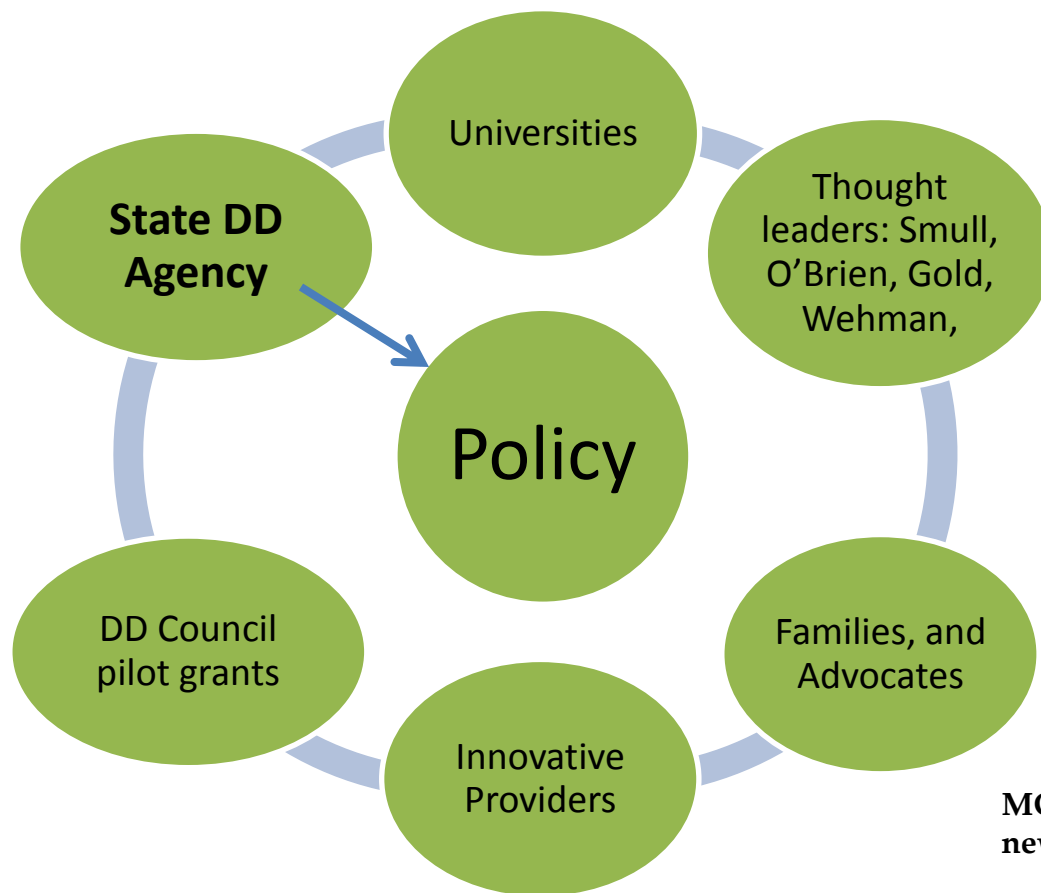 Universities
State DD
Agency
Thought
leaders: Smull,
O’Brien, Gold,
Wehman,
Policy
DD Council
pilot grants
Families, and
Advocates
Innovative
Providers